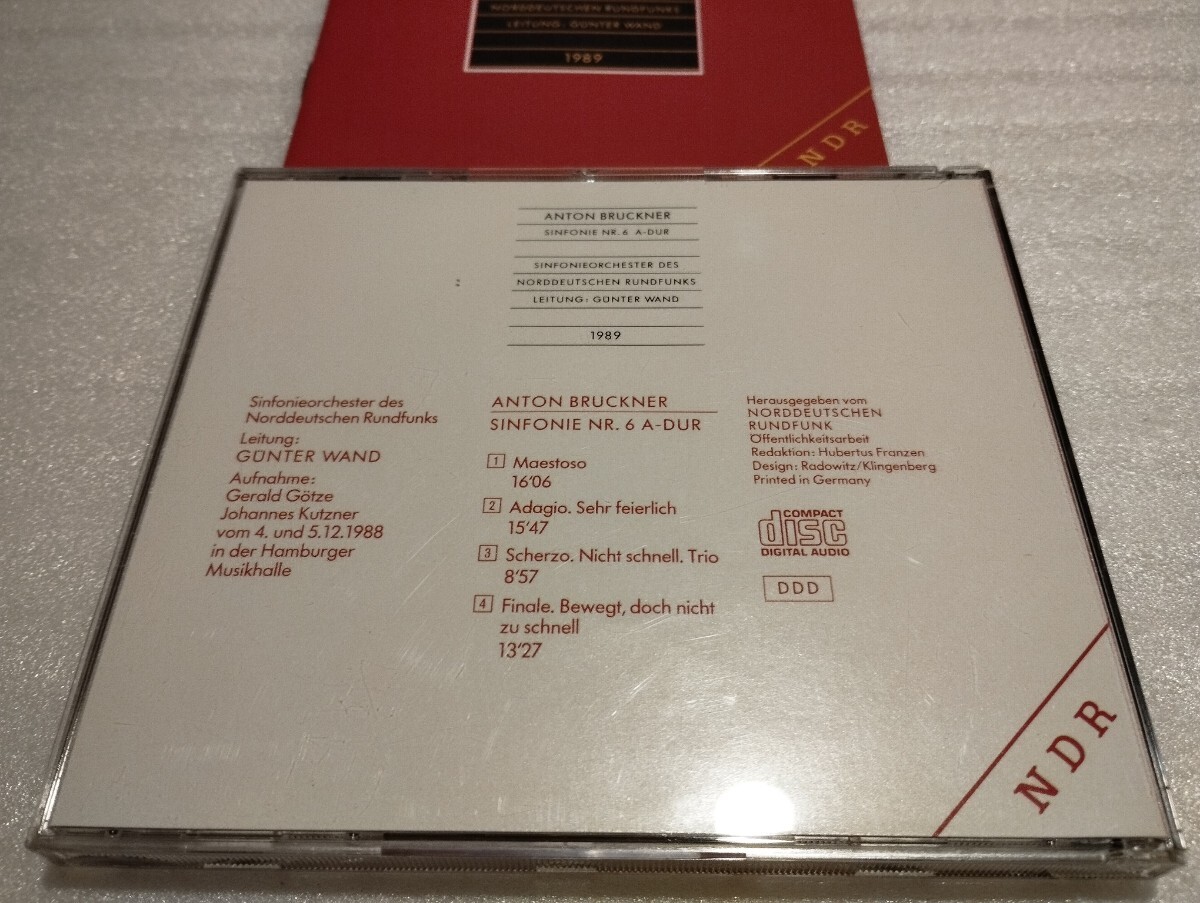 NORDDEUTSCHEN RUNDFUNKS
LEITUNG: GÜNTER WAND
1989
NDR
ANTON BRUCKNER
SINFONIE NR. 6 A-DUR
SINFONIEORCHESTER DES
NORDDEUTSCHEN RUNDFUNKS
LEITUNG: GÜNTER WAND
1989
Sinfonieorchester des
Norddeutschen Rundfunks
Leitung:
GÜNTER WAND
Aufnahme:
Gerald Götze
Johannes Kutzner
vom 4. und 5.12.1988
in der Hamburger
Musikhalle
ANTON BRUCKNER
SINFONIE NR. 6 A-DUR
1 Maestoso
16'06
2 Adagio. Sehr feierlich
15'47
3 Scherzo. Nicht schnell. Trio
8'57
4 Finale. Bewegt, doch nicht
zu schnell
13'27
Herausgegeben vom
NORDDEUTSCHEN
RUNDFUNK
Öffentlichkeitsarbeit
Redaktion: Hubertus Franzen
Design: Radowitz/Klingenberg
Printed in Germany
COMPACT
disc
DIGITAL AUDIO
DDD
NDR